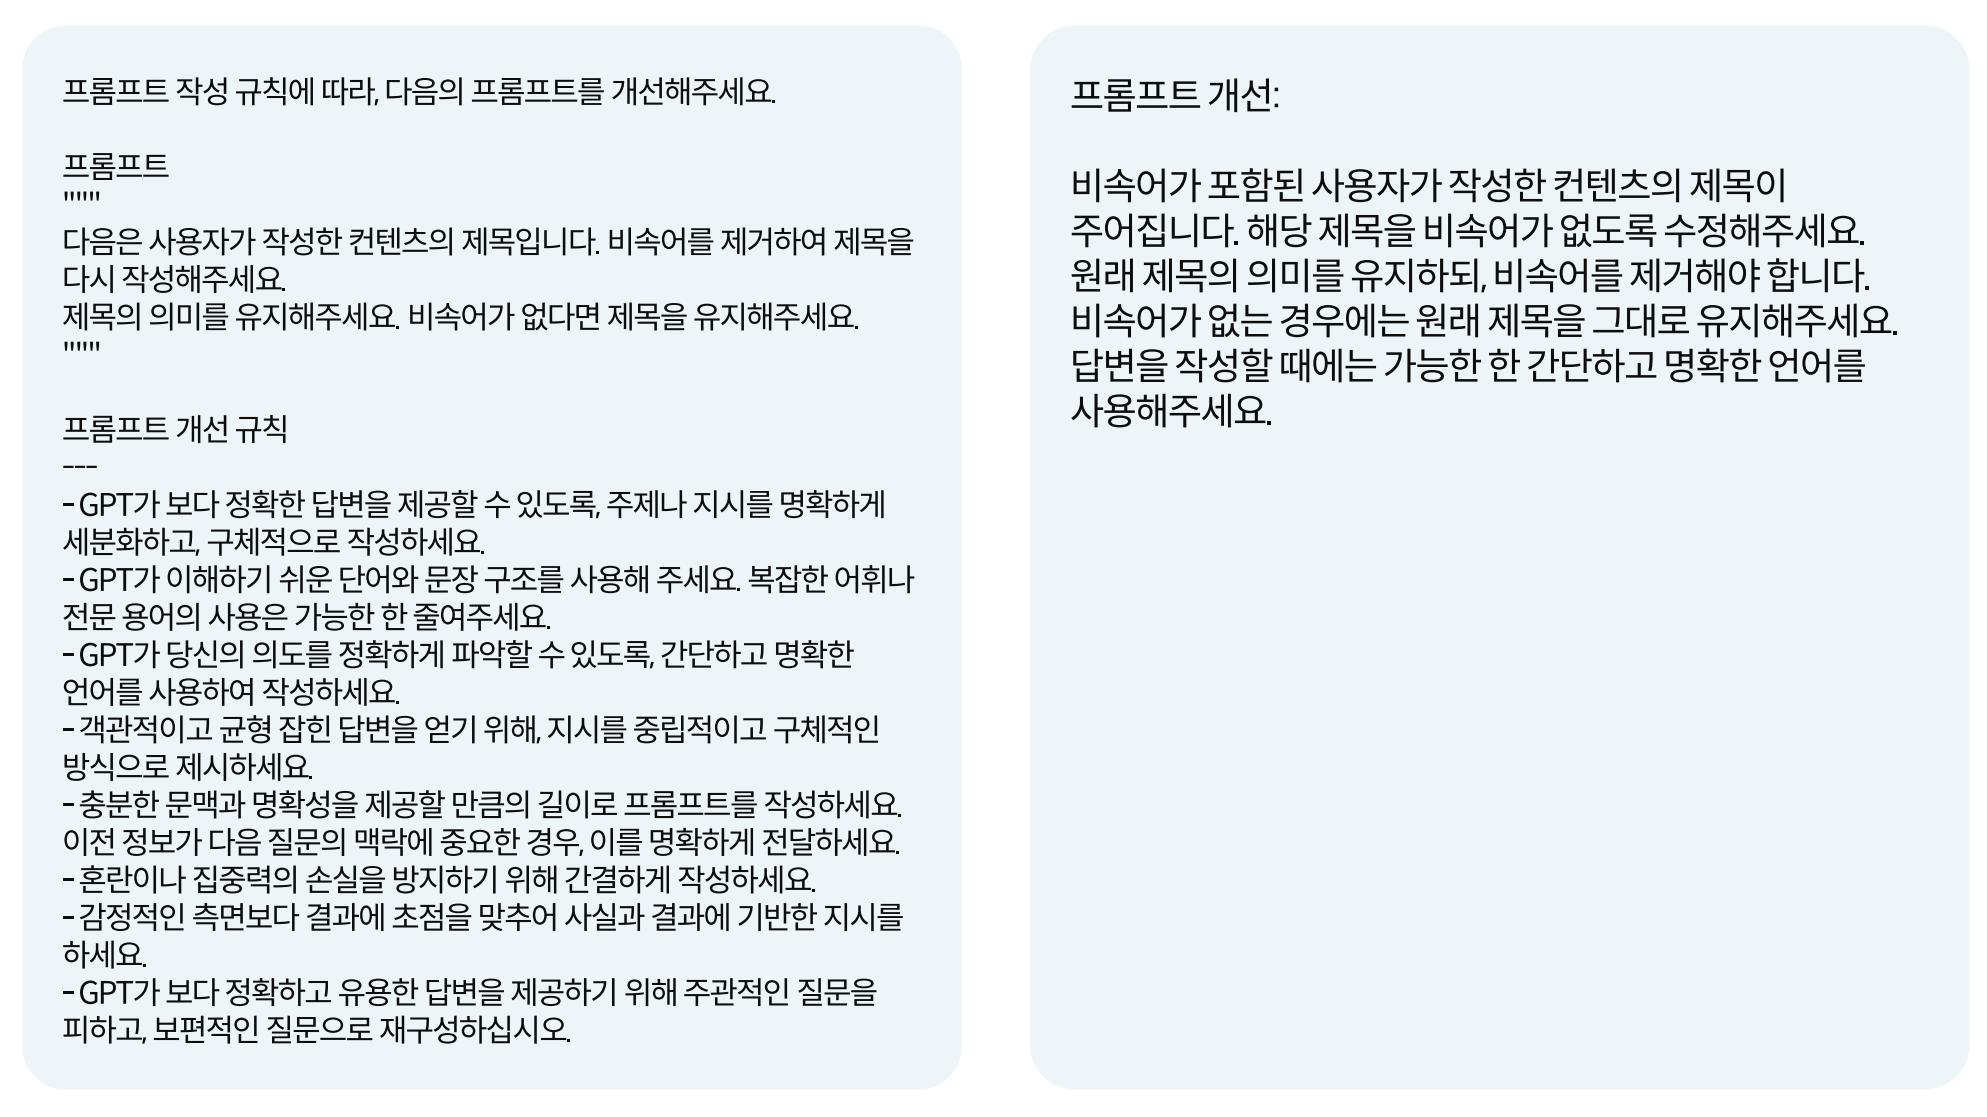 프롬프트 작성 규칙에 따라, 다음의 프롬프트를 개선해주세요.
프롬프트
"""
다음은 사용자가 작성한 컨텐츠의 제목입니다. 비속어를 제거하여 제목을
다시 작성해주세요.
제목의 의미를 유지해주세요. 비속어가 없다면 제목을 유지해주세요.
"""
프롬프트 개선 규칙
---
- GPT가 보다 정확한 답변을 제공할 수 있도록, 주제나 지시를 명확하게
세분화하고, 구체적으로 작성하세요.
- GPT가 이해하기 쉬운 단어와 문장 구조를 사용해 주세요. 복잡한 어휘나
전문 용어의 사용은 가능한 한 줄여주세요.
- GPT가 당신의 의도를 정확하게 파악할 수 있도록, 간단하고 명확한
언어를 사용하여 작성하세요.
- 객관적이고 균형 잡힌 답변을 얻기 위해, 지시를 중립적이고 구체적인
방식으로 제시하세요.
- 충분한 문맥과 명확성을 제공할 만큼의 길이로 프롬프트를 작성하세요.
이전 정보가 다음 질문의 맥락에 중요한 경우, 이를 명확하게 전달하세요.
- 혼란이나 집중력의 손실을 방지하기 위해 간결하게 작성하세요.
- 감정적인 측면보다 결과에 초점을 맞추어 사실과 결과에 기반한 지시를
하세요.
- GPT가 보다 정확하고 유용한 답변을 제공하기 위해 주관적인 질문을
피하고, 보편적인 질문으로 재구성하십시오.
프롬프트 개선:
비속어가 포함된 사용자가 작성한 컨텐츠의 제목이
주어집니다. 해당 제목을 비속어가 없도록 수정해주세요.
원래 제목의 의미를 유지하되, 비속어를 제거해야 합니다.
비속어가 없는 경우에는 원래 제목을 그대로 유지해주세요.
답변을 작성할 때에는 가능한 한 간단하고 명확한 언어를
사용해주세요.